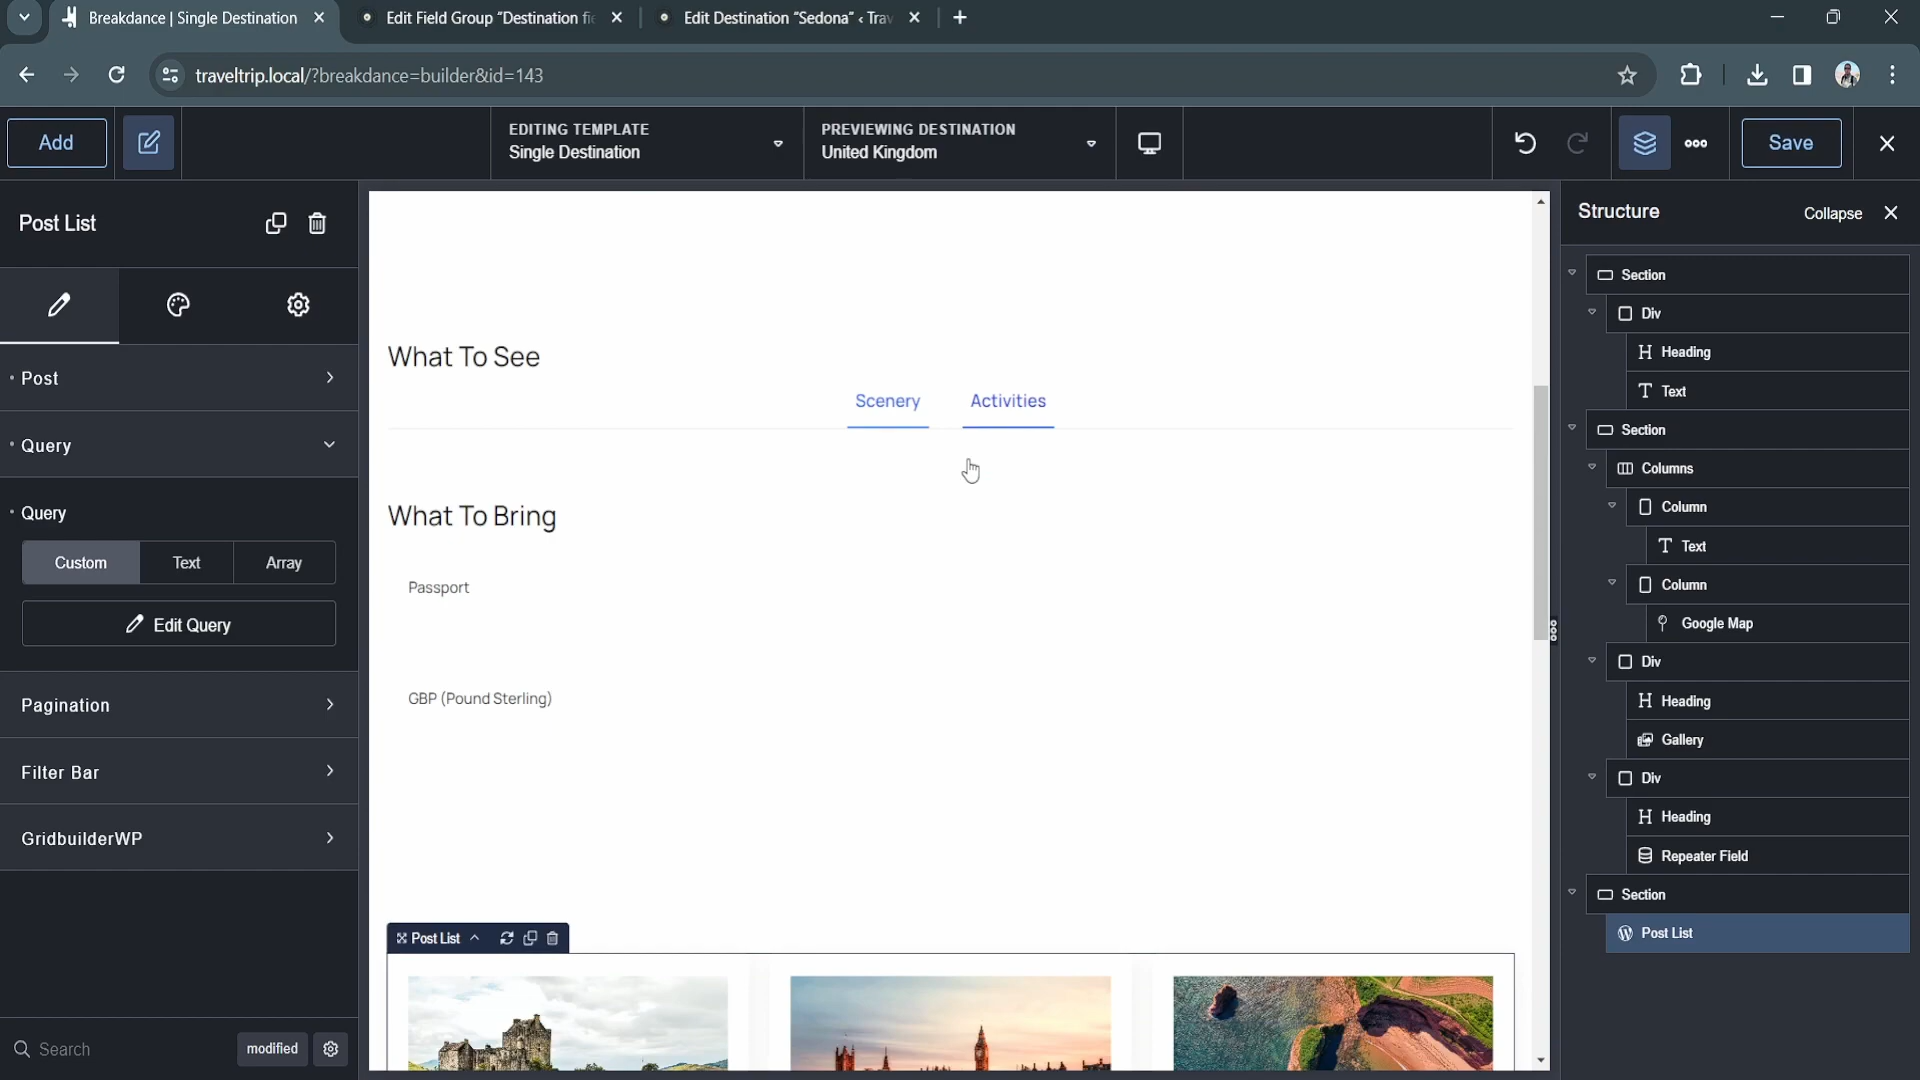 Breakdance | Single Destination
Edit Field Group "Destination fie
Edit Destination "Sedona" ‹ Trav
traveltrip.local/?breakdance=builder&id=143
Add
EDITING TEMPLATE
Single Destination
PREVIEWING DESTINATION
United Kingdom
Save
Post List
Post
Query
Query
Custom
Text
Array
Edit Query
Pagination
Filter Bar
GridbuilderWP
Search
modified
What To See
Scenery
Activities
What To Bring
Passport
GBP (Pound Sterling)
Post List
Structure
Collapse
Section
Div
Heading
Text
Section
Columns
Column
Text
Column
Google Map
Div
Heading
Gallery
Div
Heading
Repeater Field
Section
Post List